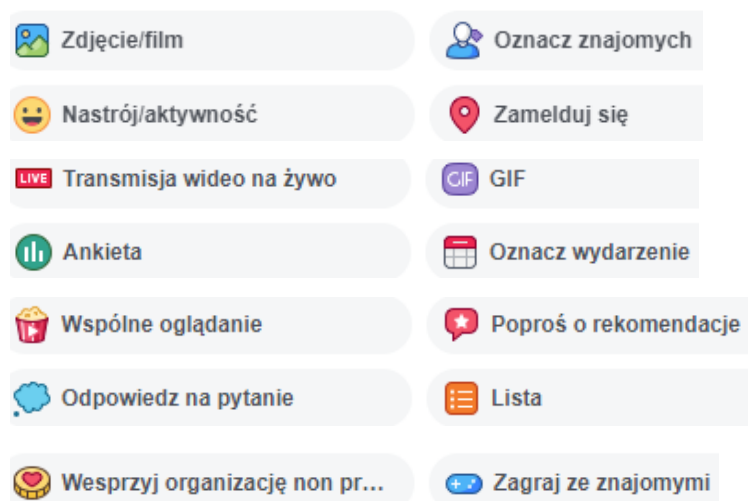 Zdjęcie/film
Oznacz znajomych
Nastrój/aktywność
Zamelduj się
LIVE Transmisja wideo na żywo
GIF GIF
Ankieta
Oznacz wydarzenie
Wspólne oglądanie
Poproś o rekomendacje
Odpowiedz na pytanie
Lista
Wesprzyj organizację non pr...
Zagraj ze znajomymi